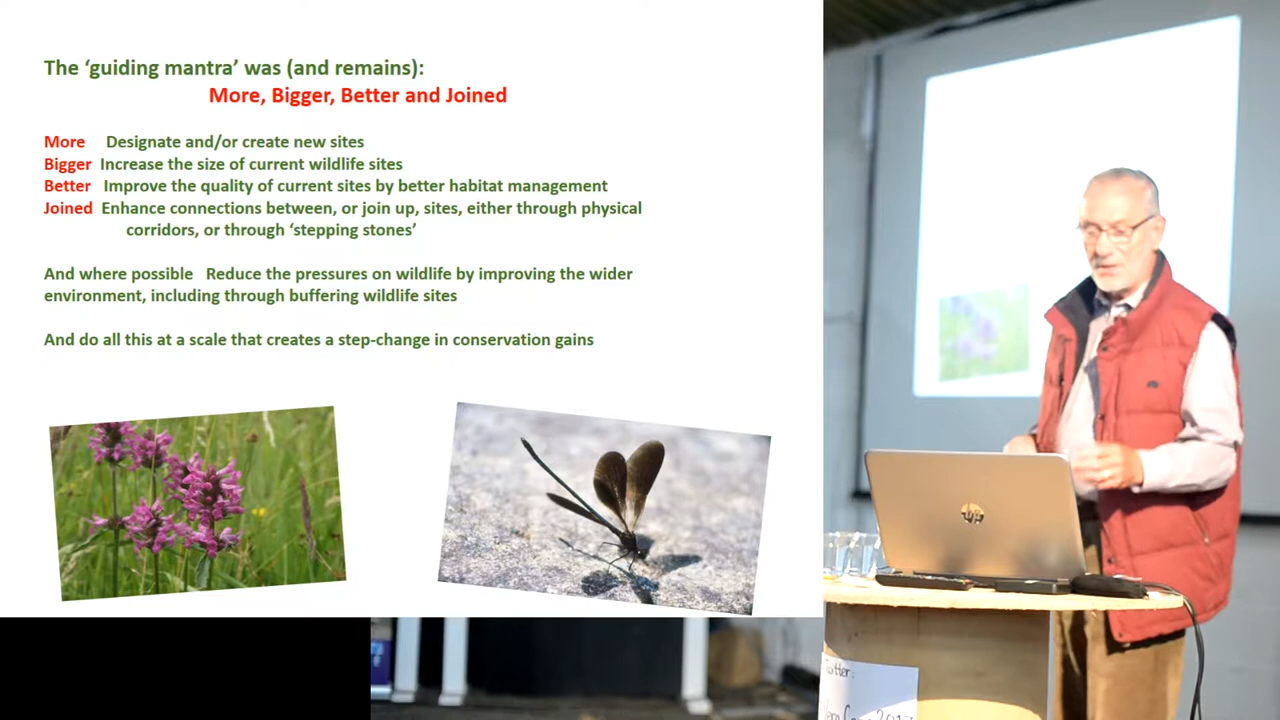 The ‘guiding mantra’ was (and remains):
More, Bigger, Better and Joined
More Designate and/or create new sites
Bigger Increase the size of current wildlife sites
Better Improve the quality of current sites by better habitat management
Joined Enhance connections between, or join up, sites, either through physical
corridors, or through ‘stepping stones’
And where possible Reduce the pressures on wildlife by improving the wider
environment, including through buffering wildlife sites
And do all this at a scale that creates a step-change in conservation gains
hp
Twitter: